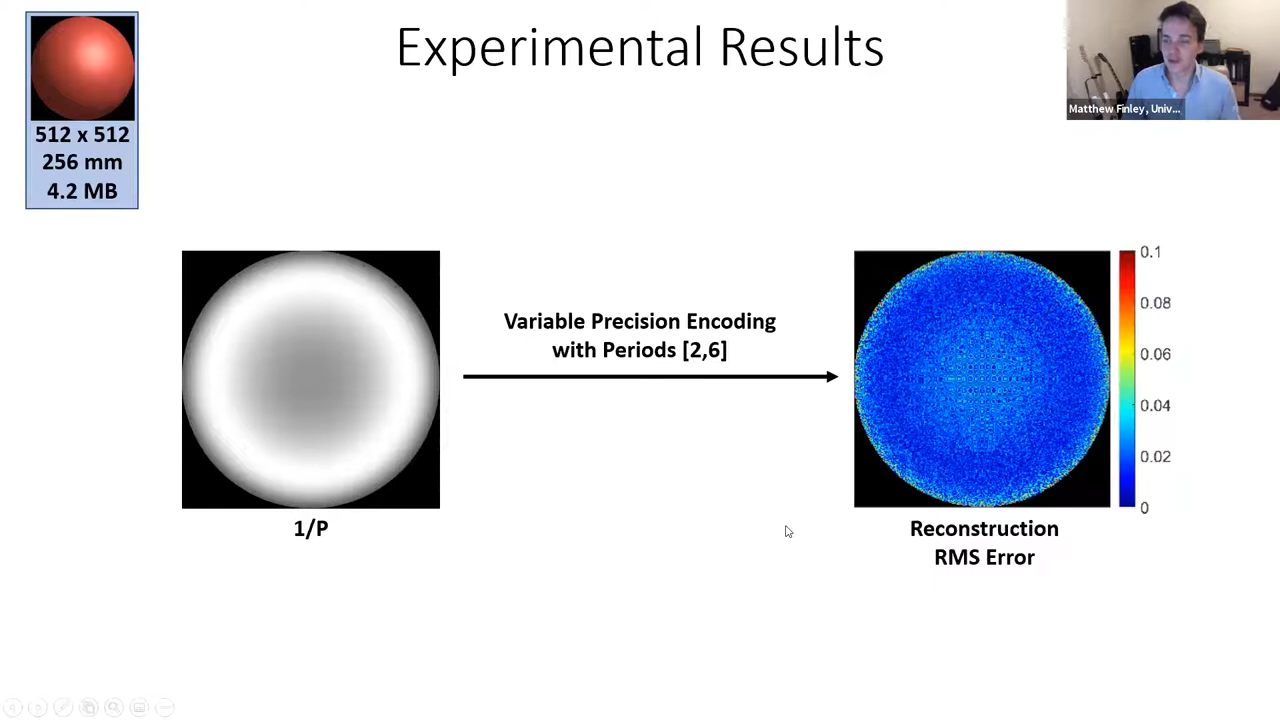 Experimental Results
512 x 512
256 mm
4.2 MB
Matthew Finley, Univ...
Variable Precision Encoding
with Periods [2,6]
1/P
0.1
0.08
0.06
0.04
0.02
0
Reconstruction
RMS Error